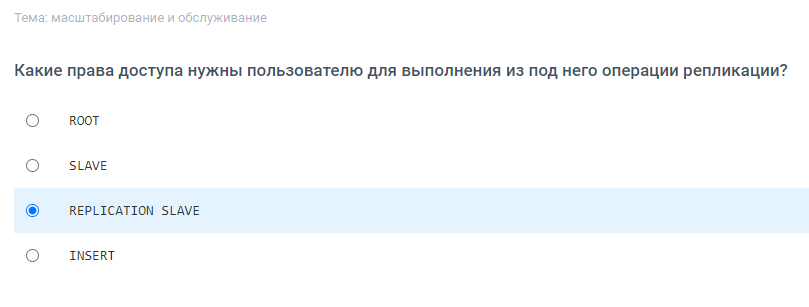 Тема: масштабирование и обслуживание
Какие права доступа нужны пользователю для выполнения из под него операции репликации?
ROOT
SLAVE
REPLICATION SLAVE
INSERT